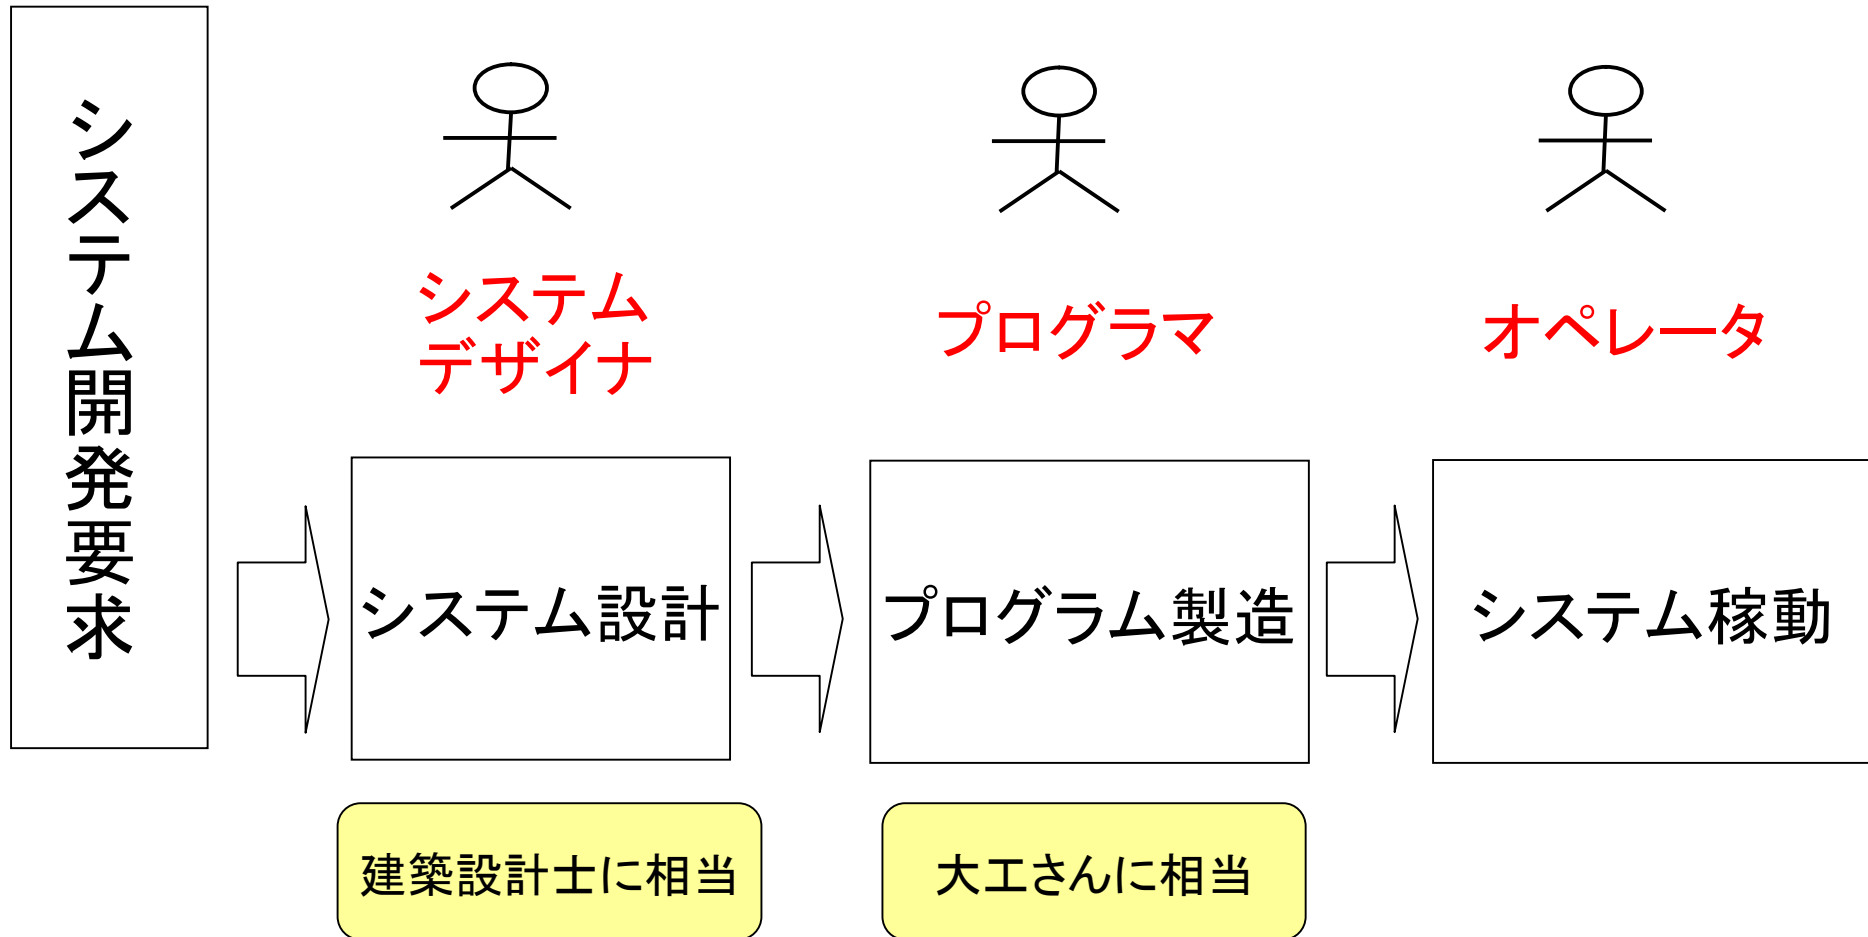 システム開発要求
システム
デザイナ
プログラマ
オペレータ
システム設計
プログラム製造
システム稼動
建築設計士に相当
大工さんに相当